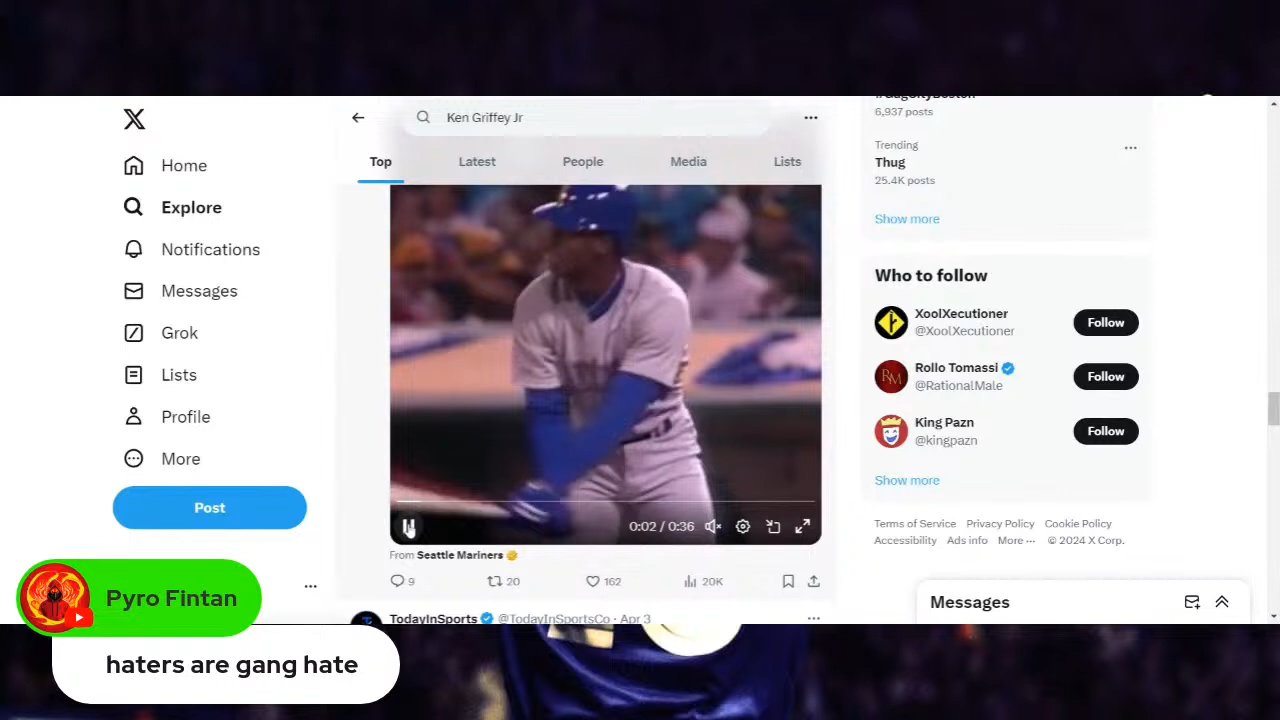 Ken Griffey Jr
Top
Latest
People
Media
Lists
Home
Explore
Notifications
Messages
Grok
Lists
Profile
More
Post
0:02 / 0:36
From Seattle Mariners
9
20
162
20K
TodayInSports @TodayInSportsCo · Apr 3
6,937 posts
Trending
Thug
25.4K posts
Show more
Who to follow
XoolXecutioner
@XoolXecutioner
Follow
Rollo Tomassi
@RationalMale
Follow
King Pazn
@kingpazn
Follow
Show more
Terms of Service Privacy Policy Cookie Policy
Accessibility Ads info More ··· © 2024 X Corp.
Messages
Pyro Fintan
haters are gang hate